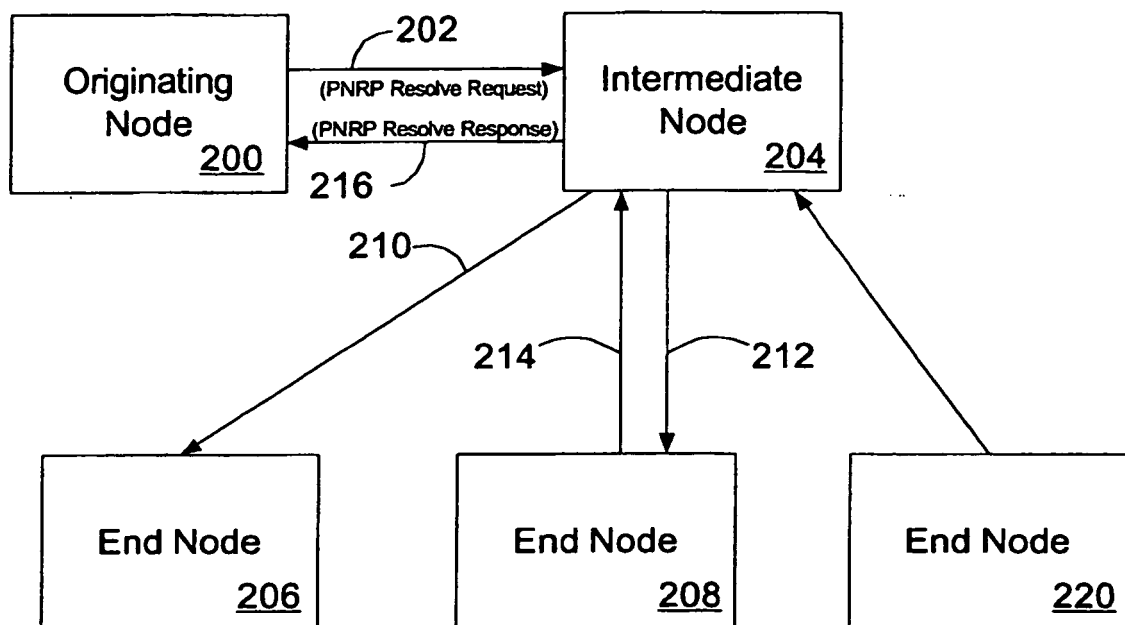 202
Originating
Node
200
(PNRP Resolve Request)
(PNRP Resolve Response)
216
Intermediate
Node
204
210
214
212
End Node
206
End Node
208
End Node
220